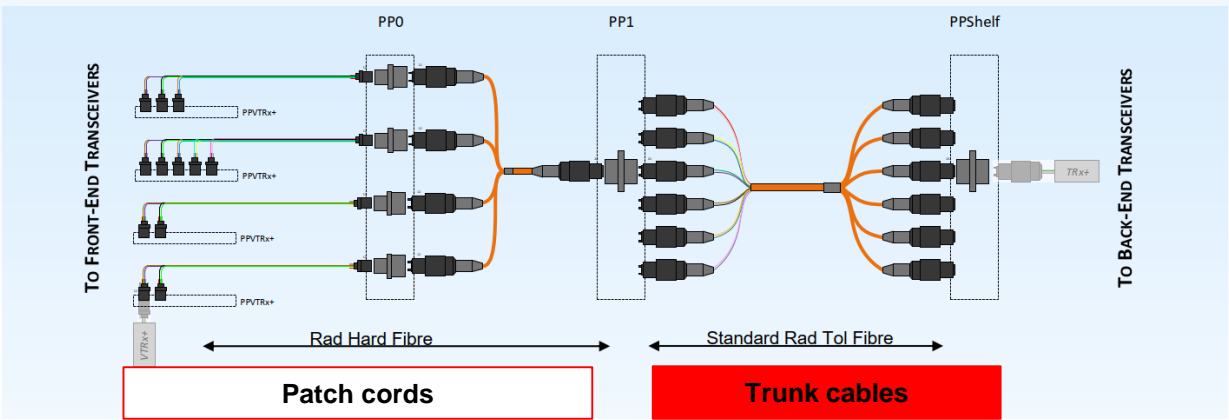 PP0
PP1
PPShelf
TO FRONT-END TRANSCEIVERS
PPVTRx+
PPVTRx+
PPVTRx+
PPVTRx+
VTRx+
TRx+
TO BACK-END TRANSCEIVERS
Rad Hard Fibre
Standard Rad Tol Fibre
Patch cords
Trunk cables